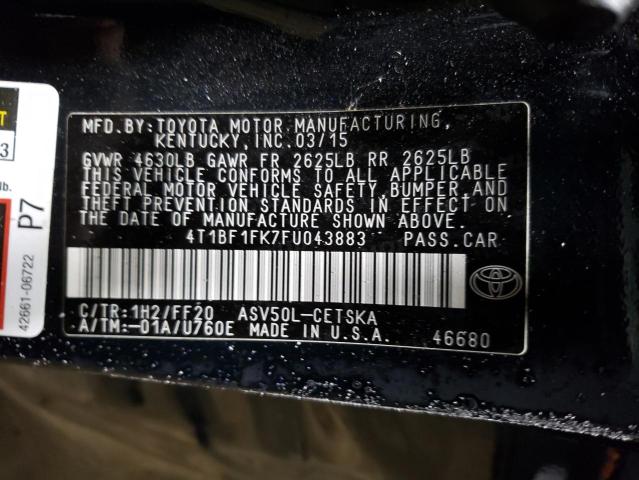 MFD.BY:TOYOTA MOTOR MANUFACTURING,
KENTUCKY,INC.03/15
GVWR 4630LB GAWR FR 2625LB RR 2625LB
THIS VEHICLE CONFORMS TO ALL APPLICABLE
FEDERAL MOTOR VEHICLE SAFETY,BUMPER,AND
THEFT PREVENTION STANDARDS IN EFFECT ON
THE DATE OF MANUFACTURE SHOWN ABOVE.
4T1BF1FK7FU043883 PASS.CAR
C/TR:1H2/FF20 ASV50L-CETSKA
A/TM:-01A/U760E MADE IN U.S.A. 46680
3
lb.
P7
42661-06722